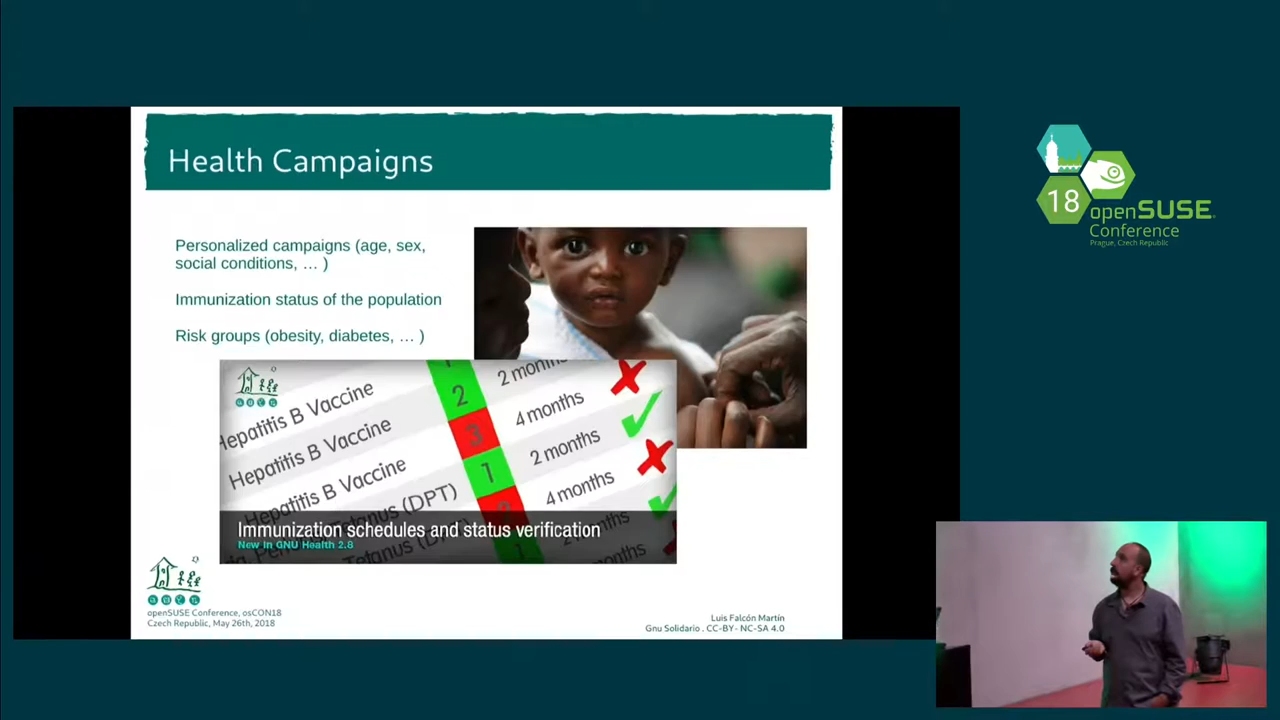 Health Campaigns
Personalized campaigns (age, sex,
social conditions, … )
Immunization status of the population
Risk groups (obesity, diabetes, … )
2 months
Hepatitis B Vaccine
2
4 months
Hepatitis B Vaccine
3
2 months
Hepatitis B Vaccine
1
4 months
Tetanus (DPT)
Immunization schedules and status verification
New in GNU Health 2.8
1
openSUSE Conference, osCON18
Czech Republic, May 26th, 2018
Luis Falcón Martín
Gnu Solidario . CC-BY- NC-SA 4.0
18
openSUSE
Conference
Prague, Czech Republic